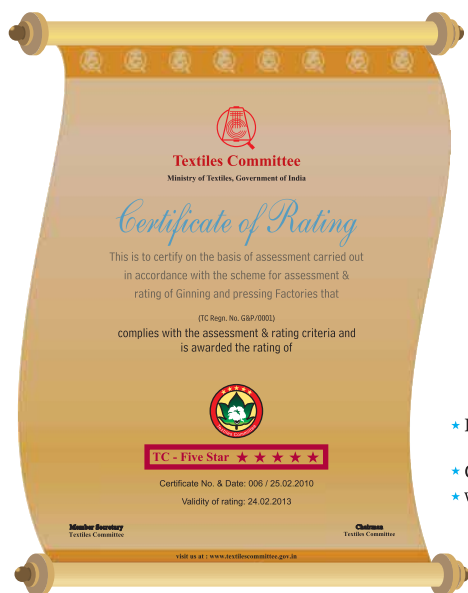 Textiles Committee
Ministry of Textiles, Government of India
Certificate of Rating
This is to certify on the basis of assessment carried out
in accordance with the scheme for assessment &
rating of Ginning and pressing Factories that
(TC Regn. No. G&P/0001)
complies with the assessment & rating criteria and
is awarded the rating of
Textiles Committee
TC - Five Star ★ ★ ★ ★ ★
Certificate No. & Date: 006 / 25.02.2010
Validity of rating: 24.02.2013
Member Secretary
Textiles Committee
Chairman
Textiles Committee
visit us at : www.textilescommittee.gov.in